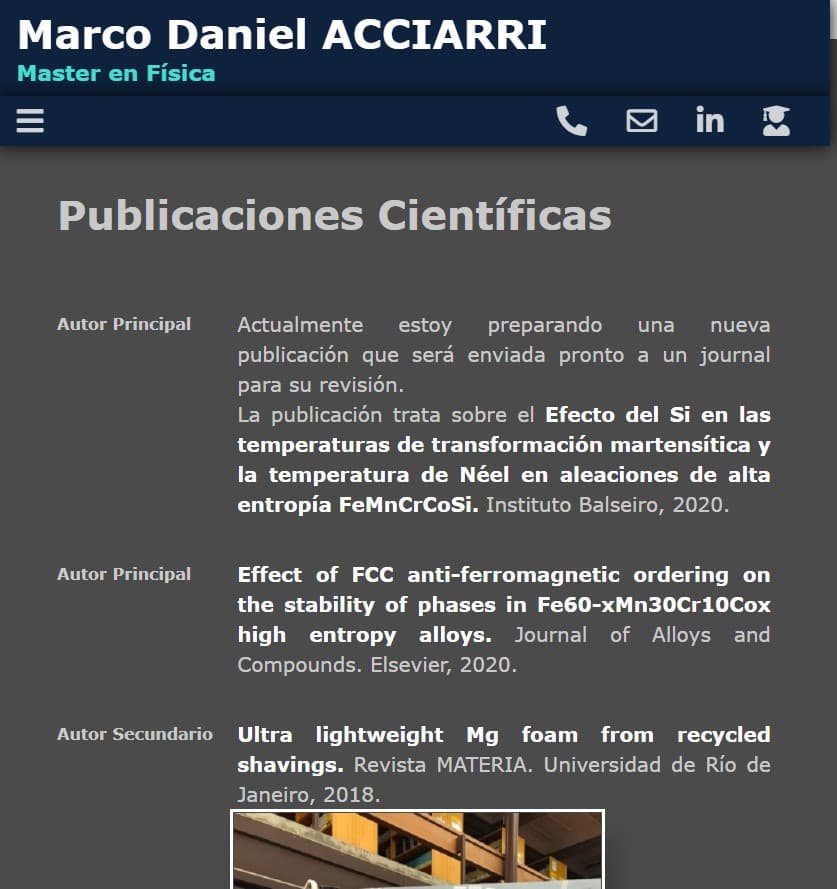 Marco Daniel ACCIARRI
Master en Física
Publicaciones Científicas
Autor Principal
Actualmente estoy preparando una nueva
publicación que será enviada pronto a un journal
para su revisión.
La publicación trata sobre el Efecto del Si en las
temperaturas de transformación martensítica y
la temperatura de Néel en aleaciones de alta
entropía FeMnCrCoSi. Instituto Balseiro, 2020.
Autor Principal
Effect of FCC anti-ferromagnetic ordering on
the stability of phases in Fe60-xMn30Cr10Cox
high entropy alloys. Journal of Alloys and
Compounds. Elsevier, 2020.
Autor Secundario
Ultra lightweight Mg foam from recycled
shavings. Revista MATERIA. Universidad de Río de
Janeiro, 2018.